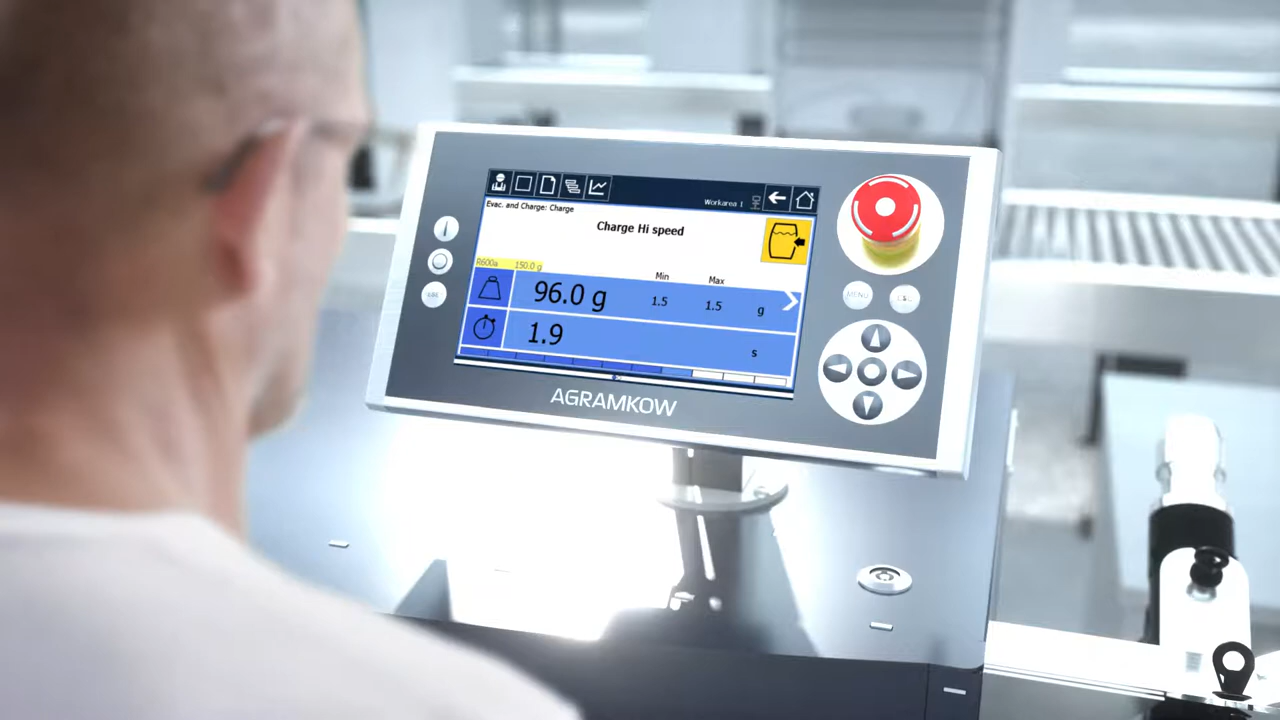 Workarea 1
Evac. and Charge: Charge
Charge Hi speed
R600a 150.0 g
Min Max
96.0 g 1.5 1.5 g
1.9 s
AGRAMKOW
MENU